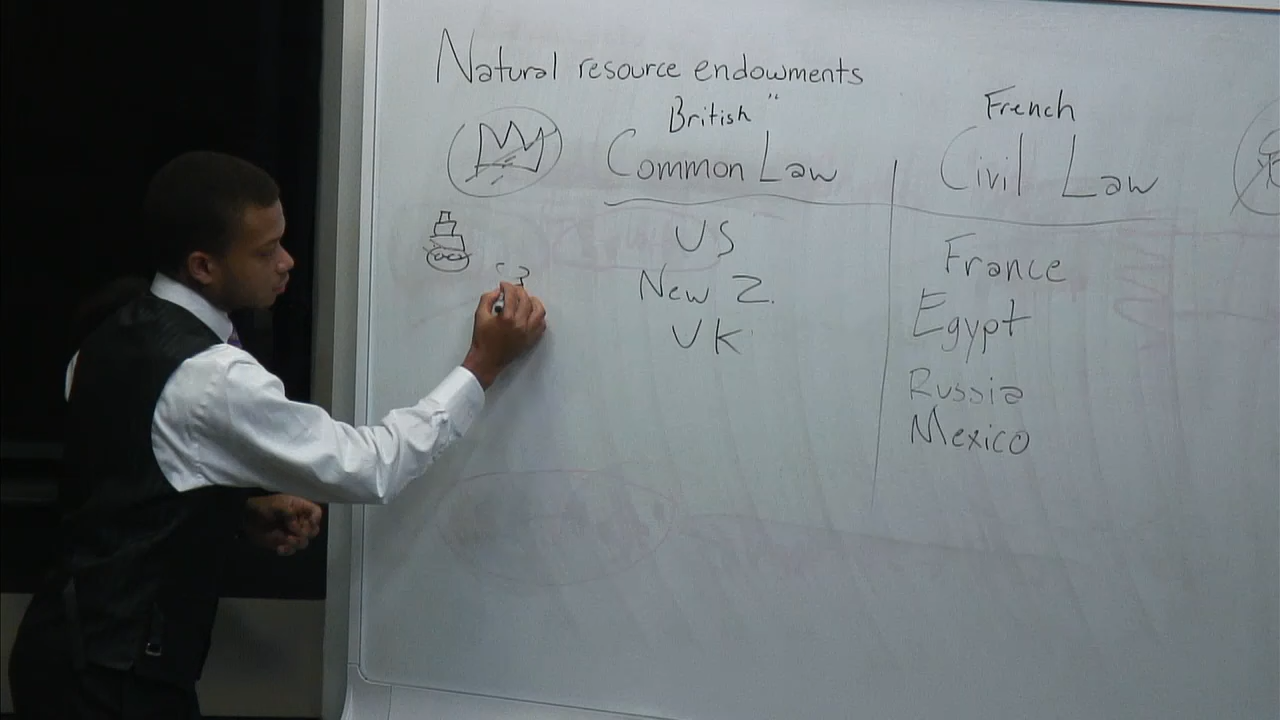 Natural resource endowments
British "
Common Law
US
New Z.
UK
French
Civil Law
France
Egypt
Russia
Mexico